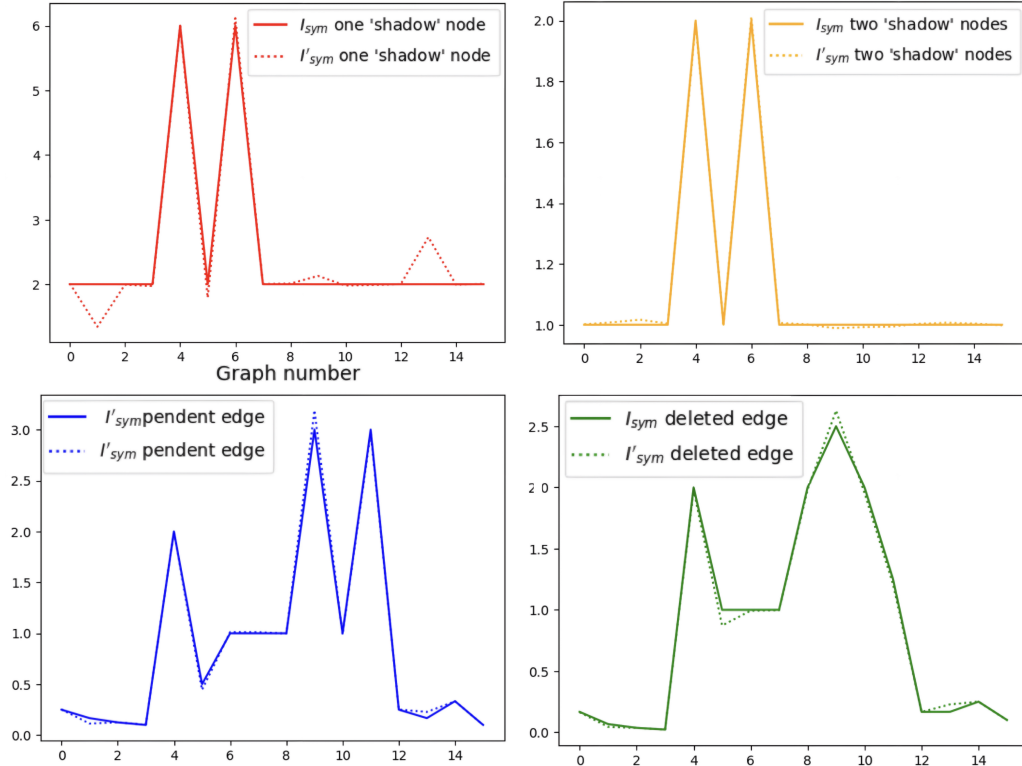 I_sym one 'shadow' node
I'_sym one 'shadow' node
6
5
4
3
2
0 2 4 6 8 10 12 14
Graph number
I_sym two 'shadow' nodes
I'_sym two 'shadow' nodes
2.0
1.8
1.6
1.4
1.2
1.0
0 2 4 6 8 10 12 14
I'_sym pendent edge
I'_sym pendent edge
3.0
2.5
2.0
1.5
1.0
0.5
0.0
0 2 4 6 8 10 12 14
I_sym deleted edge
I'_sym deleted edge
2.5
2 0
1.5
1.0
0.5
0.0
0 2 4 6 8 10 12 14